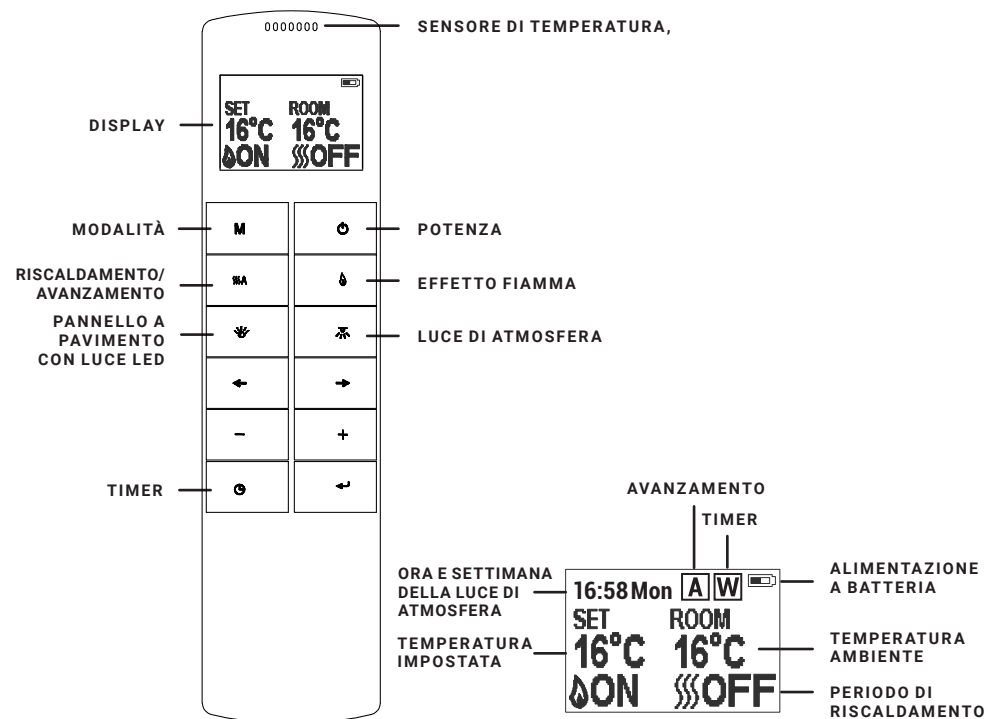 SENSORE DI TEMPERATURA,
SET ROOM
DISPLAY
16°C 16°C
ON OFF
MODALITÀ
M
POTENZA
RISCALDAMENTO/
AVANZAMENTO
A
EFFETTO FIAMMA
PANNELLO A
PAVIMENTO
CON LUCE LED
LUCE DI ATMOSFERA
- +
TIMER
AVANZAMENTO
TIMER
ORA E SETTIMANA
DELLA LUCE DI
ATMOSFERA
16:58 Mon A W
ALIMENTAZIONE
A BATTERIA
SET ROOM
TEMPERATURA
IMPOSTATA
16°C 16°C
TEMPERATURA
AMBIENTE
ON OFF
PERIODO DI
RISCALDAMENTO